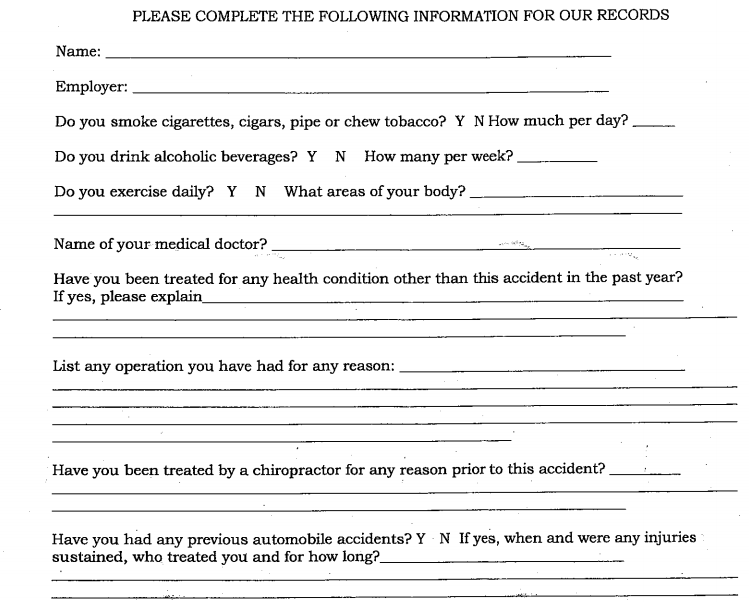 PLEASE COMPLETE THE FOLLOWING INFORMATION FOR OUR RECORDS
Name:
Employer:
Do you smoke cigarettes, cigars, pipe or chew tobacco? Y N How much per day?
Do you drink alcoholic beverages? Y N How many per week?
Do you exercise daily? Y N What areas of your body?
Name of your medical doctor?
Have you been treated for any health condition other than this accident in the past year?
If yes, please explain
List any operation you have had for any reason:
Have you been treated by a chiropractor for any reason prior to this accident?
Have you had any previous automobile accidents? Y N If yes, when and were any injuries
sustained, who treated you and for how long?